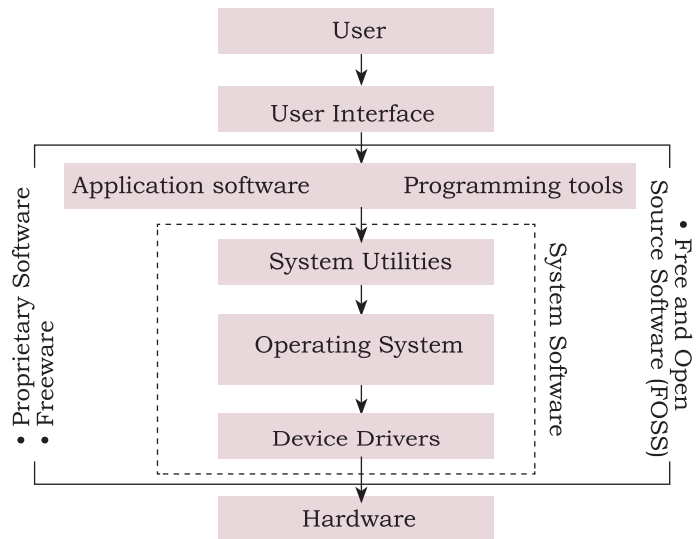 User
User Interface
Application software
Programming tools
System Utilities
Operating System
Device Drivers
System Software
• Proprietary Software
• Freeware
• Free and Open
Source Software (FOSS)
Hardware